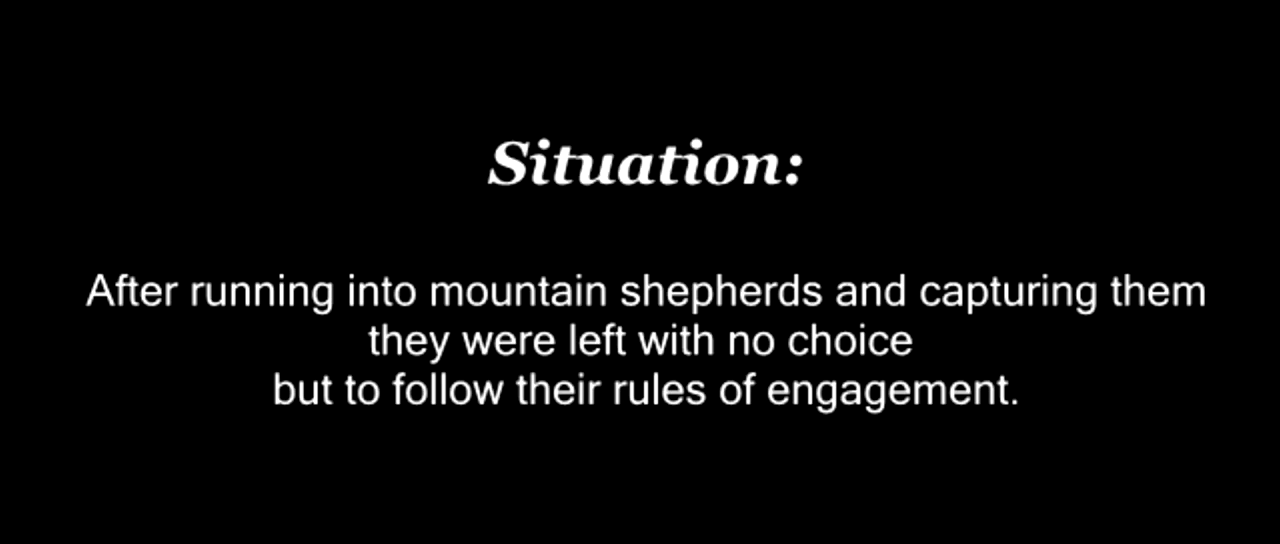 Situation:
After running into mountain shepherds and capturing them
they were left with no choice
but to follow their rules of engagement.